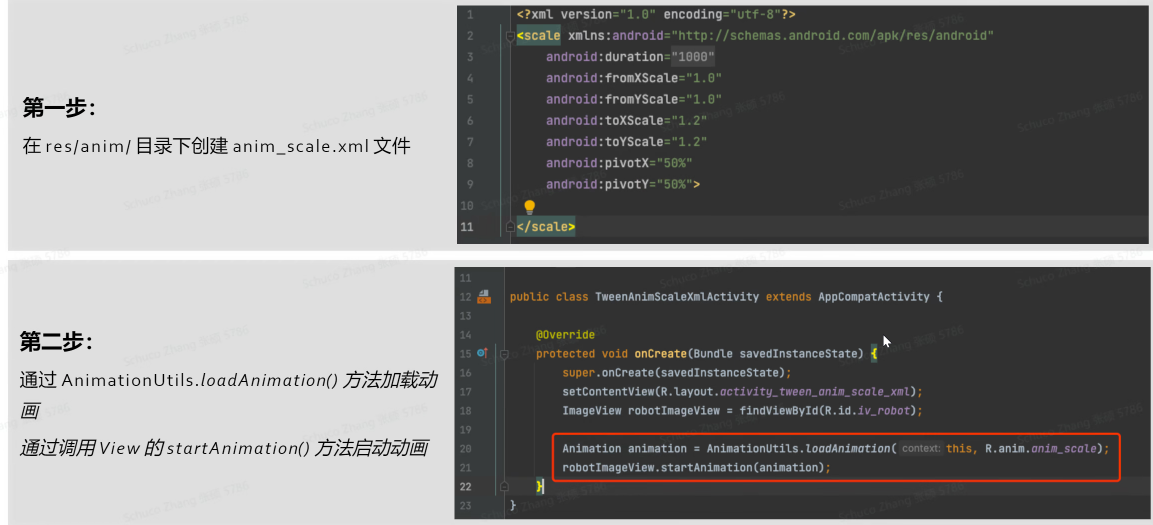 第一步：
在 res/anim/ 目录下创建 anim_scale.xml 文件
1 <?xml version="1.0" encoding="utf-8"?>
2 <scale xmlns:android="http://schemas.android.com/apk/res/android"
3 android:duration="1000"
4 android:fromXScale="1.0"
5 android:fromYScale="1.0"
6 android:toXScale="1.2"
7 android:toYScale="1.2"
8 android:pivotX="50%"
9 android:pivotY="50%">
10
11 </scale>
第二步：
通过 AnimationUtils.loadAnimation() 方法加载动
画
通过调用 View 的 startAnimation() 方法启动动画
11
12 public class TweenAnimScaleXmlActivity extends AppCompatActivity {
13
14 @Override
15 protected void onCreate(Bundle savedInstanceState) {
16 super.onCreate(savedInstanceState);
17 setContentView(R.layout.activity_tween_anim_scale_xml);
18 ImageView robotImageView = findViewById(R.id.iv_robot);
19
20 Animation animation = AnimationUtils.loadAnimation( context: this, R.anim.anim_scale);
21 robotImageView.startAnimation(animation);
22 }
23 }